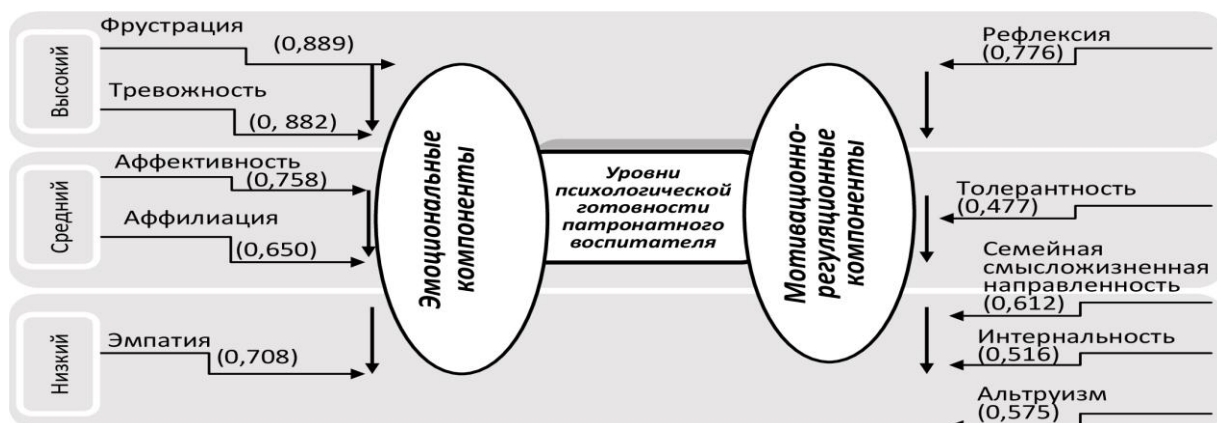 Высокий
Фрустрация
(0,889)
Тревожность
(0, 882)
Средний
Аффективность
(0,758)
Аффилиация
(0,650)
Низкий
Эмпатия
(0,708)
Эмоциональные
компоненты
Уровни
психологической
готовности
патронатного
воспитателя
Мотивационно-
регуляционные
компоненты
Рефлексия
(0,776)
Толерантность
(0,477)
Семейная
смысложизненная
направленность
(0,612)
Интернальность
(0,516)
Альтруизм
(0,575)